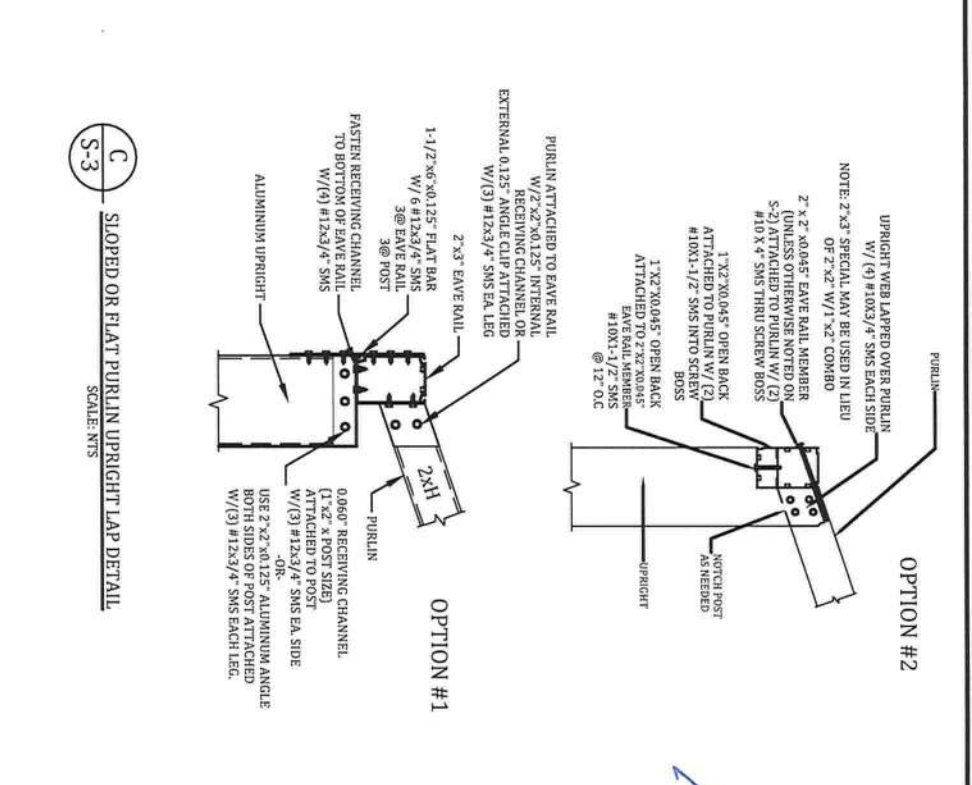 PURLIN
UPRIGHT WEB LAPPED OVER PURLIN
W/ (4) #10X3/4" SMS EACH SIDE
NOTE: 2"x3" SPECIAL MAY BE USED IN LIEU
OF 2"x2" W/1"x2" COMBO
2" x 2" x0.045" EAVE RAIL MEMBER
(UNLESS OTHERWISE NOTED ON
S-2) ATTACHED TO PURLIN W/ (2)
#10 X 4" SMS THRU SCREW BOSS
1"X2"X0.045" OPEN BACK
ATTACHED TO PURLIN W/ (2)
#10X1-1/2" SMS INTO SCREW
BOSS
1"X2"X0.045" OPEN BACK
ATTACHED TO 2"X2"X0.045"
EAVE RAIL MEMBER
#10X1-1/2" SMS
@ 12" O.C
NOTCH POST
AS NEEDED
UPRIGHT
OPTION #2
PURLIN ATTACHED TO EAVE RAIL
W/2"x2"x0.125" INTERNAL
RECEIVING CHANNEL OR
EXTERNAL 0.125" ANGLE CLIP ATTACHED
W/(3) #12x3/4" SMS EA. LEG
2"x3" EAVE RAIL
1-1/2"x6"x0.125" FLAT BAR
W/ 6 #12x3/4" SMS
3@ EAVE RAIL
3@ POST
FASTEN RECEIVING CHANNEL
TO BOTTOM OF EAVE RAIL
W/(4) #12x3/4" SMS
ALUMINUM UPRIGHT
2xH
PURLIN
0.060" RECEIVING CHANNEL
(1"x2" x POST SIZE)
ATTACHED TO POST
W/(3) #12x3/4" SMS EA. SIDE
-OR-
USE 2"x2"x0.125" ALUMINUM ANGLE
BOTH SIDES OF POST ATTACHED
W/(3) #12x3/4" SMS EACH LEG.
OPTION #1
C
S-3
SLOPED OR FLAT PURLIN UPRIGHT LAP DETAIL
SCALE: NTS